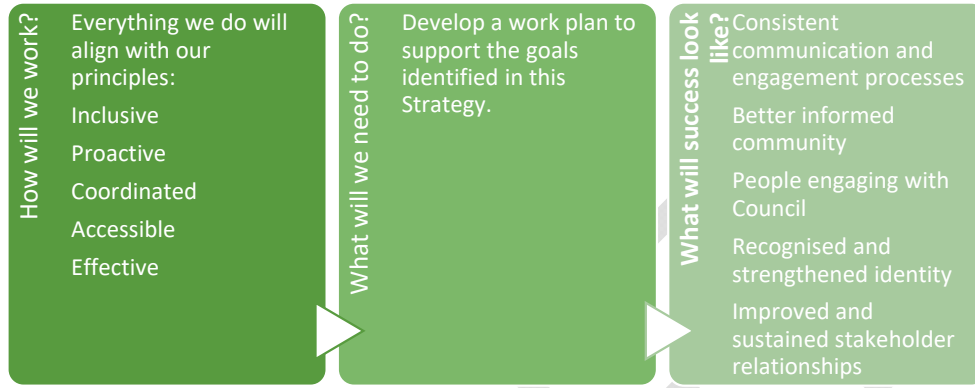 How will we work?
Everything we do will
align with our
principles:
Inclusive
Proactive
Coordinated
Accessible
Effective
What will we need to do?
Develop a work plan to
support the goals
identified in this
Strategy.
What will success look
like?
Consistent
communication and
engagement processes
Better informed
community
People engaging with
Council
Recognised and
strengthened identity
Improved and
sustained stakeholder
relationships